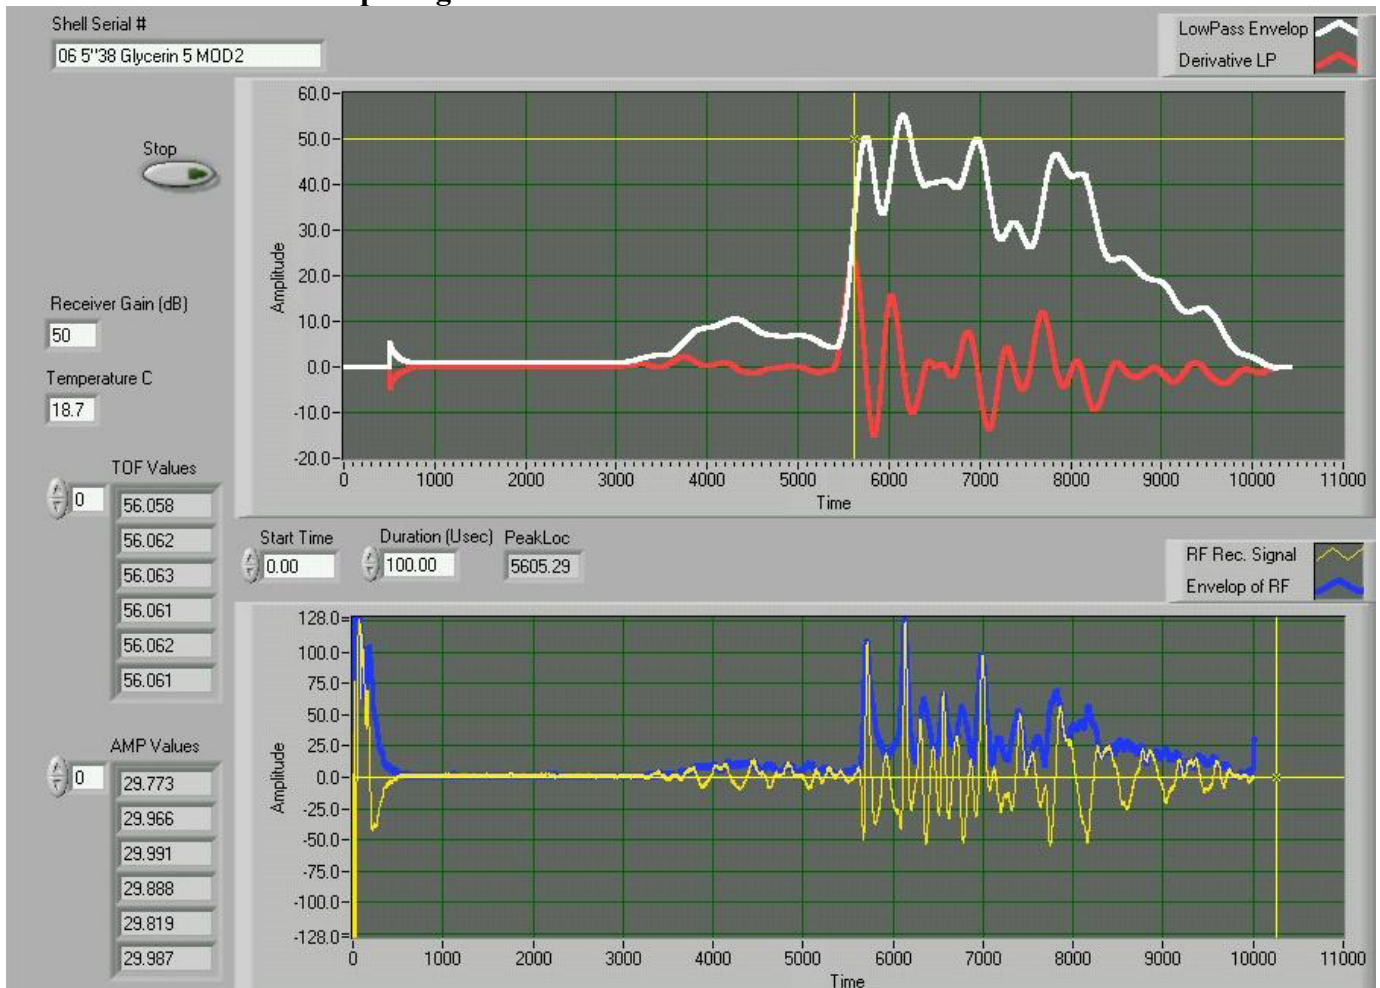 Shell Serial #
06 5"38 Glycerin 5 MOD2
LowPass Envelop
Derivative LP
Stop
Receiver Gain (dB)
50
Temperature C
18.7
60.0
50.0
40.0
30.0
20.0
10.0
0.0
-10.0
-20.0
Amplitude
0 1000 2000 3000 4000 5000 6000 7000 8000 9000 10000 11000
Time
TOF Values
0
56.058
56.062
56.063
56.061
56.062
56.061
Start Time
0.00
Duration (Usec)
100.00
PeakLoc
5605.29
RF Rec. Signal
Envelop of RF
AMP Values
0
29.773
29.966
29.991
29.888
29.819
29.987
128.0
100.0
75.0
50.0
25.0
0.0
-25.0
-50.0
-75.0
-100.0
-128.0
Amplitude
0 1000 2000 3000 4000 5000 6000 7000 8000 9000 10000 11000
Time